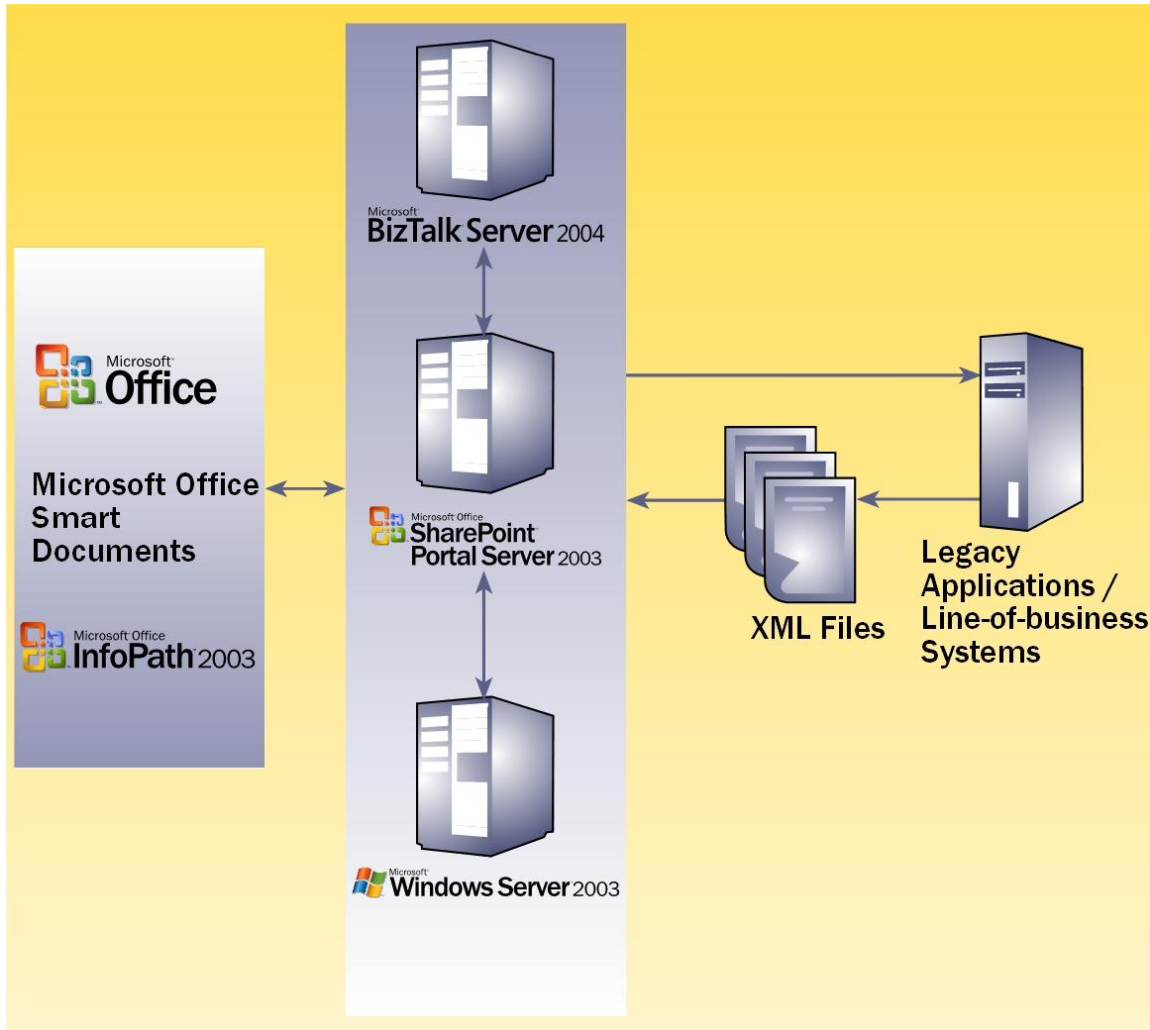 Microsoft
BizTalk Server 2004
Microsoft
Office
Microsoft Office
Smart
Documents
Microsoft Office
InfoPath 2003
Microsoft Office
SharePoint
Portal Server 2003
Microsoft
Windows Server 2003
XML Files
Legacy
Applications /
Line-of-business
Systems